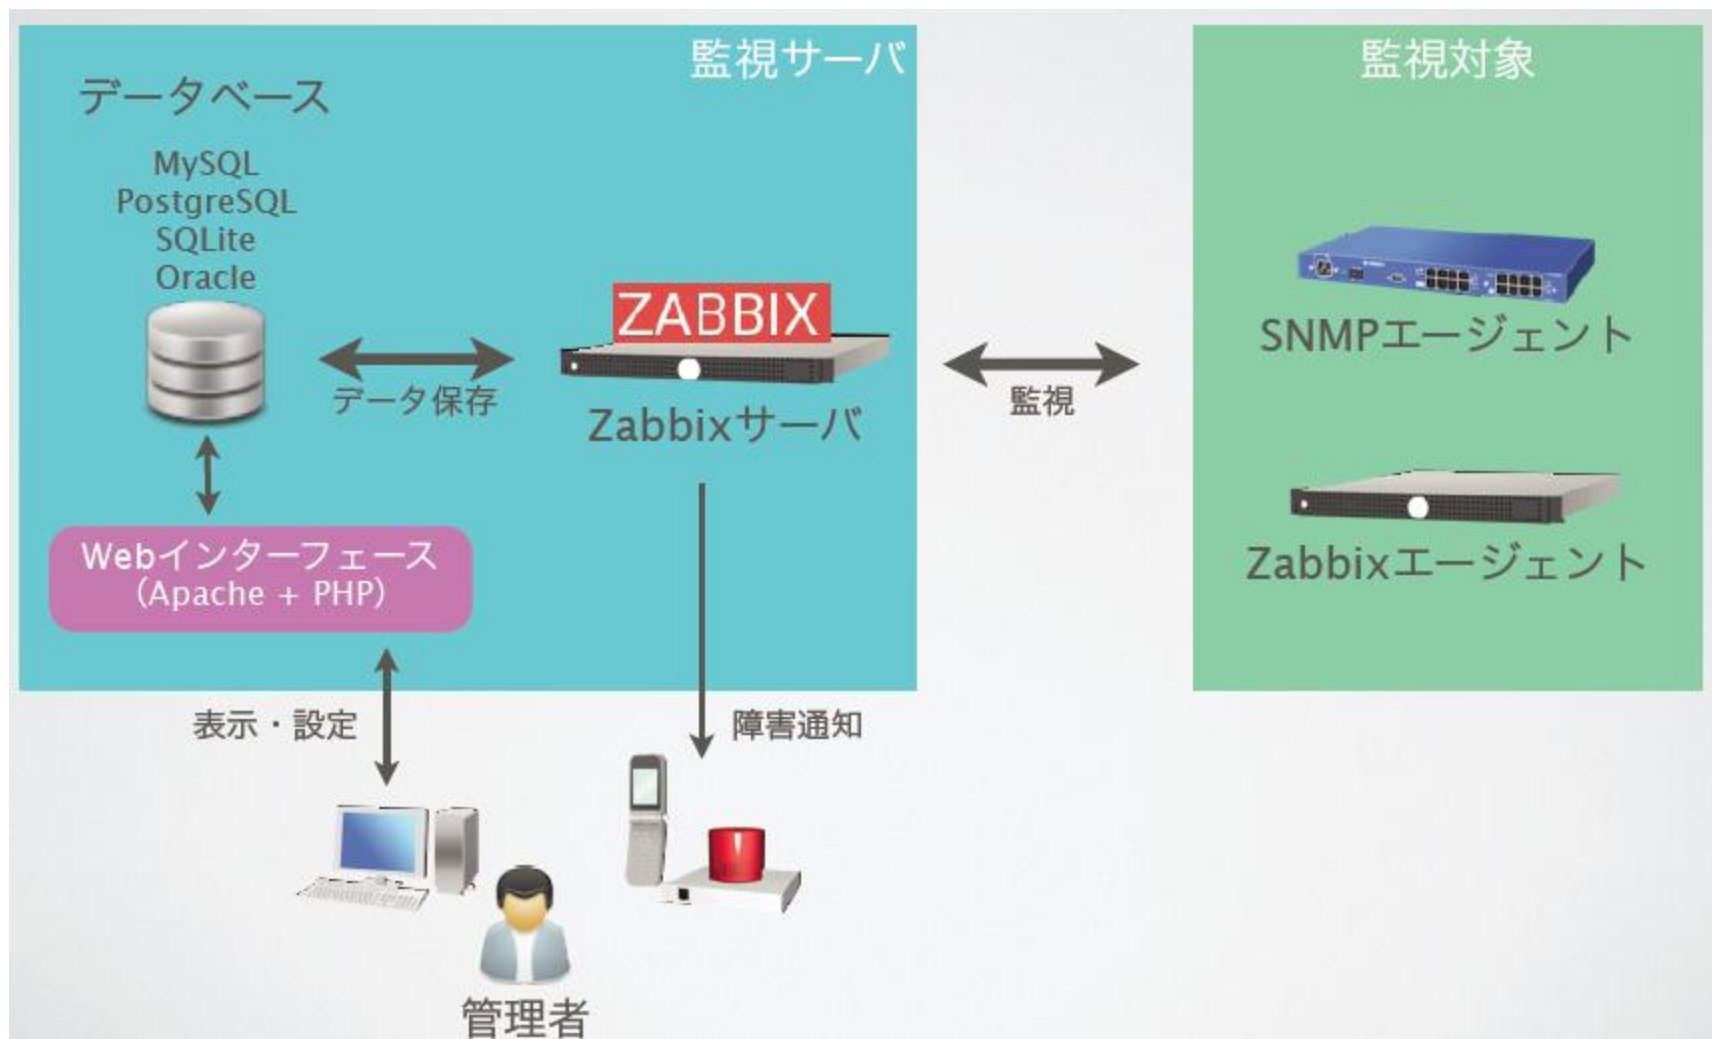 監視サーバ
データベース
MySQL
PostgreSQL
SQLite
Oracle
データ保存
ZABBIX
Zabbixサーバ
Webインターフェース
(Apache + PHP)
監視
監視対象
SNMPエージェント
Zabbixエージェント
表示・設定
障害通知
管理者